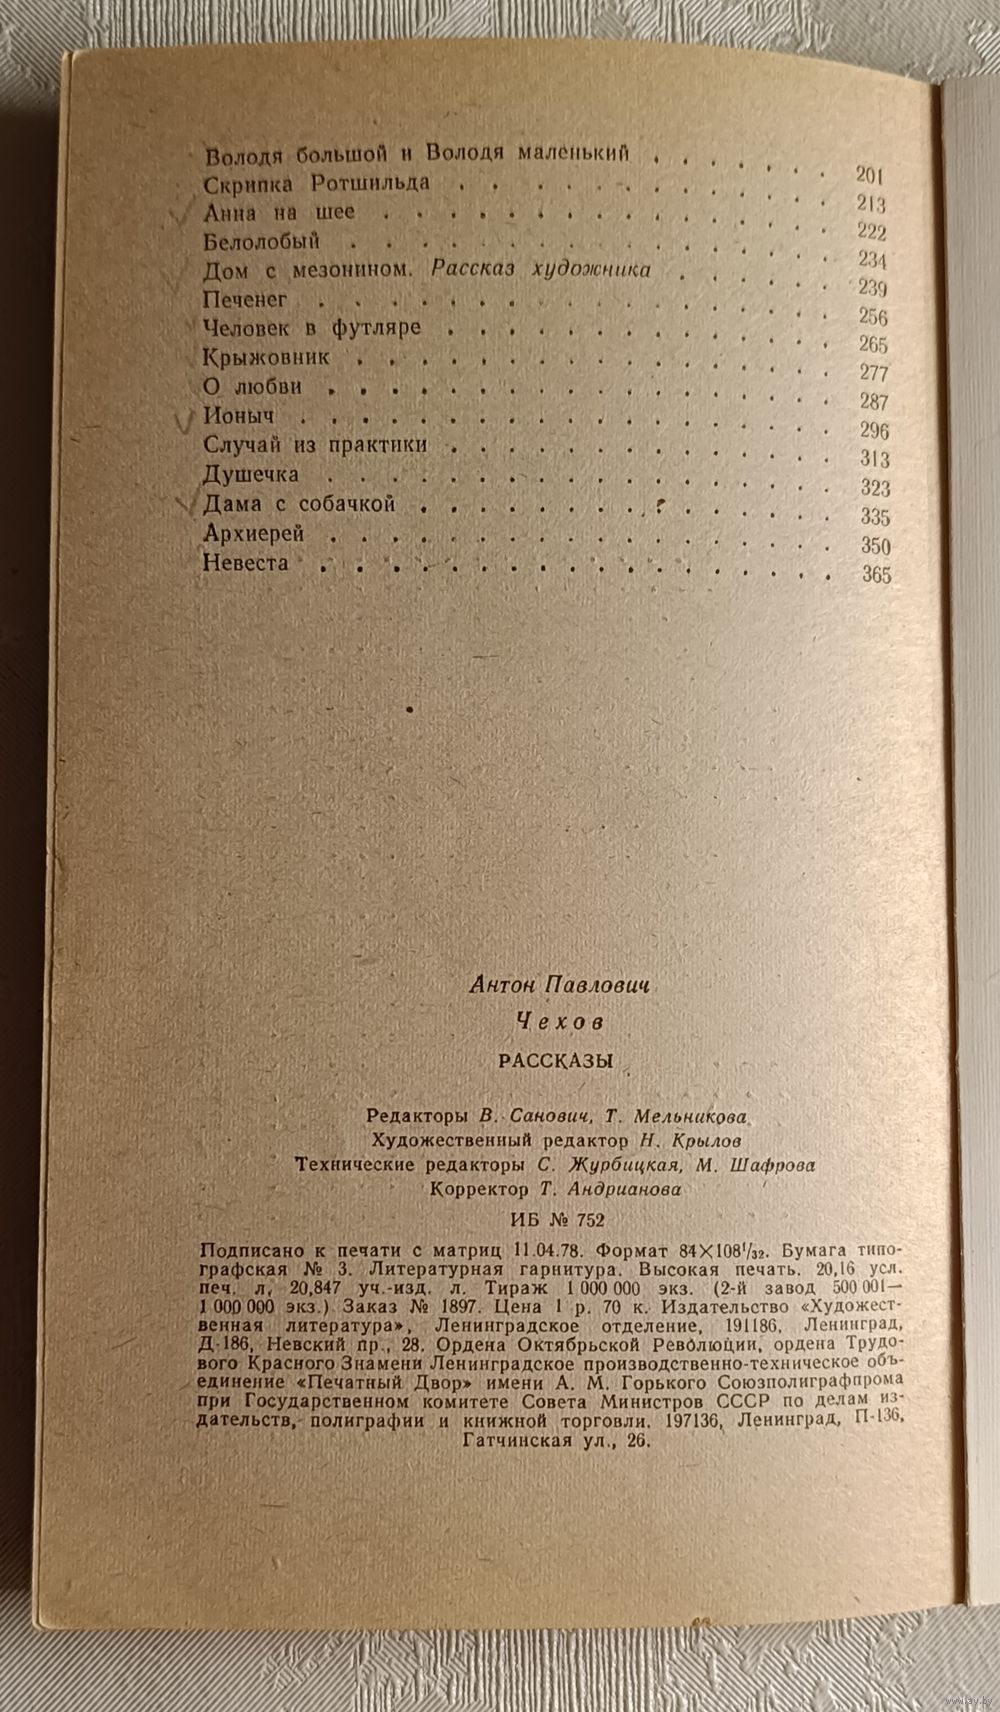 Володя большой и Володя маленький . . . . . . . 201
Скрипка Ротшильда . . . . . . . . . . . . 213
Анна на шее . . . . . . . . . . . . . . 222
Белолобый . . . . . . . . . . . . . . . 234
Дом с мезонином. Рассказ художника . . . . . . 239
Печенег . . . . . . . . . . . . . . . . 256
Человек в футляре . . . . . . . . . . . . 265
Крыжовник . . . . . . . . . . . . . . . 277
О любви . . . . . . . . . . . . . . . . 287
Ионыч . . . . . . . . . . . . . . . . . 296
Случай из практики . . . . . . . . . . . . 313
Душечка . . . . . . . . . . . . . . . . 323
Дама с собачкой . . . . . . . . . . . . . 335
Архиерей . . . . . . . . . . . . . . . . 350
Невеста . . . . . . . . . . . . . . . . 365
Антон Павлович
Чехов
РАССКАЗЫ
Редакторы В. Санович, Т. Мельникова
Художественный редактор Н. Крылов
Технические редакторы С. Журбицкая, М. Шафрова
Корректор Т. Андрианова
ИБ № 752
Подписано к печати с матриц 11.04.78. Формат 84×108¹/₃₂. Бумага типо-
графская № 3. Литературная гарнитура. Высокая печать. 20,16 усл.
печ. л, 20,847 уч.-изд. л. Тираж 1 000 000 экз. (2-й завод 500 001—
1 000 000 экз.) Заказ № 1897. Цена 1 р. 70 к. Издательство «Художест-
венная литература», Ленинградское отделение, 191186, Ленинград,
Д-186, Невский пр., 28. Ордена Октябрьской Революции, ордена Трудо-
вого Красного Знамени Ленинградское производственно-техническое объ-
единение «Печатный Двор» имени А. М. Горького Союзполиграфпрома
при Государственном комитете Совета Министров СССР по делам из-
дательств, полиграфии и книжной торговли. 197136, Ленинград, П-136,
Гатчинская ул., 26.
www.ay.by